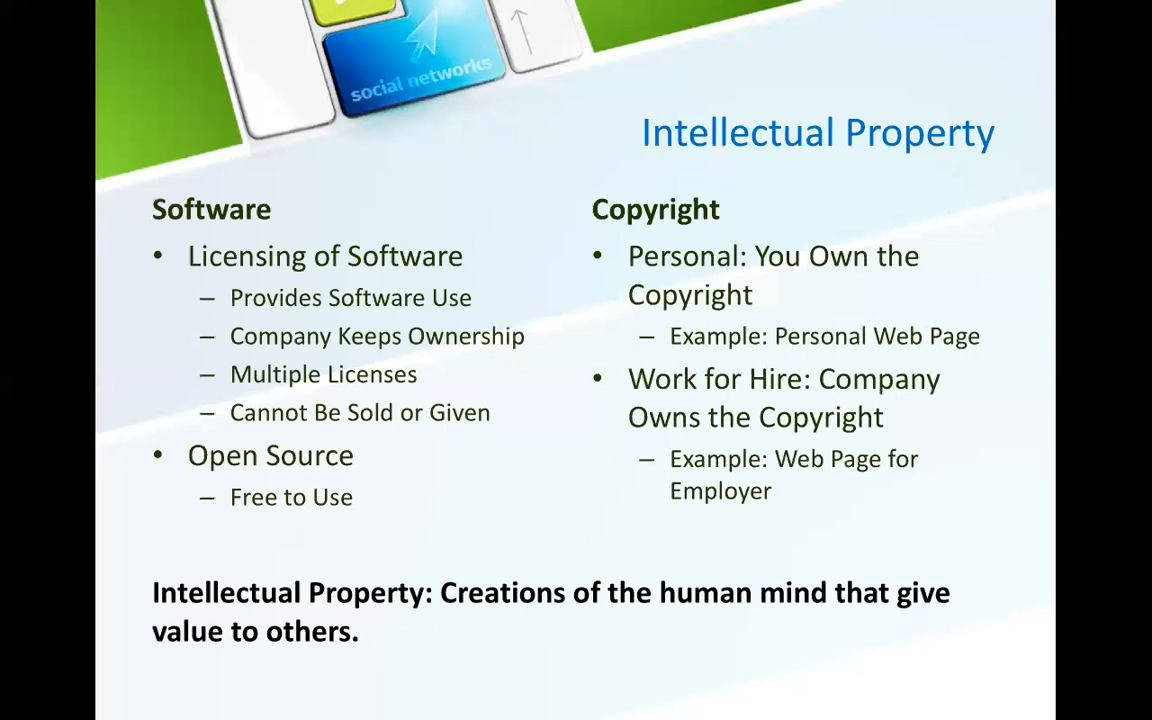 social networks
Intellectual Property
Software
• Licensing of Software
– Provides Software Use
– Company Keeps Ownership
– Multiple Licenses
– Cannot Be Sold or Given
• Open Source
– Free to Use
Copyright
• Personal: You Own the
Copyright
– Example: Personal Web Page
• Work for Hire: Company
Owns the Copyright
– Example: Web Page for
Employer
Intellectual Property: Creations of the human mind that give
value to others.